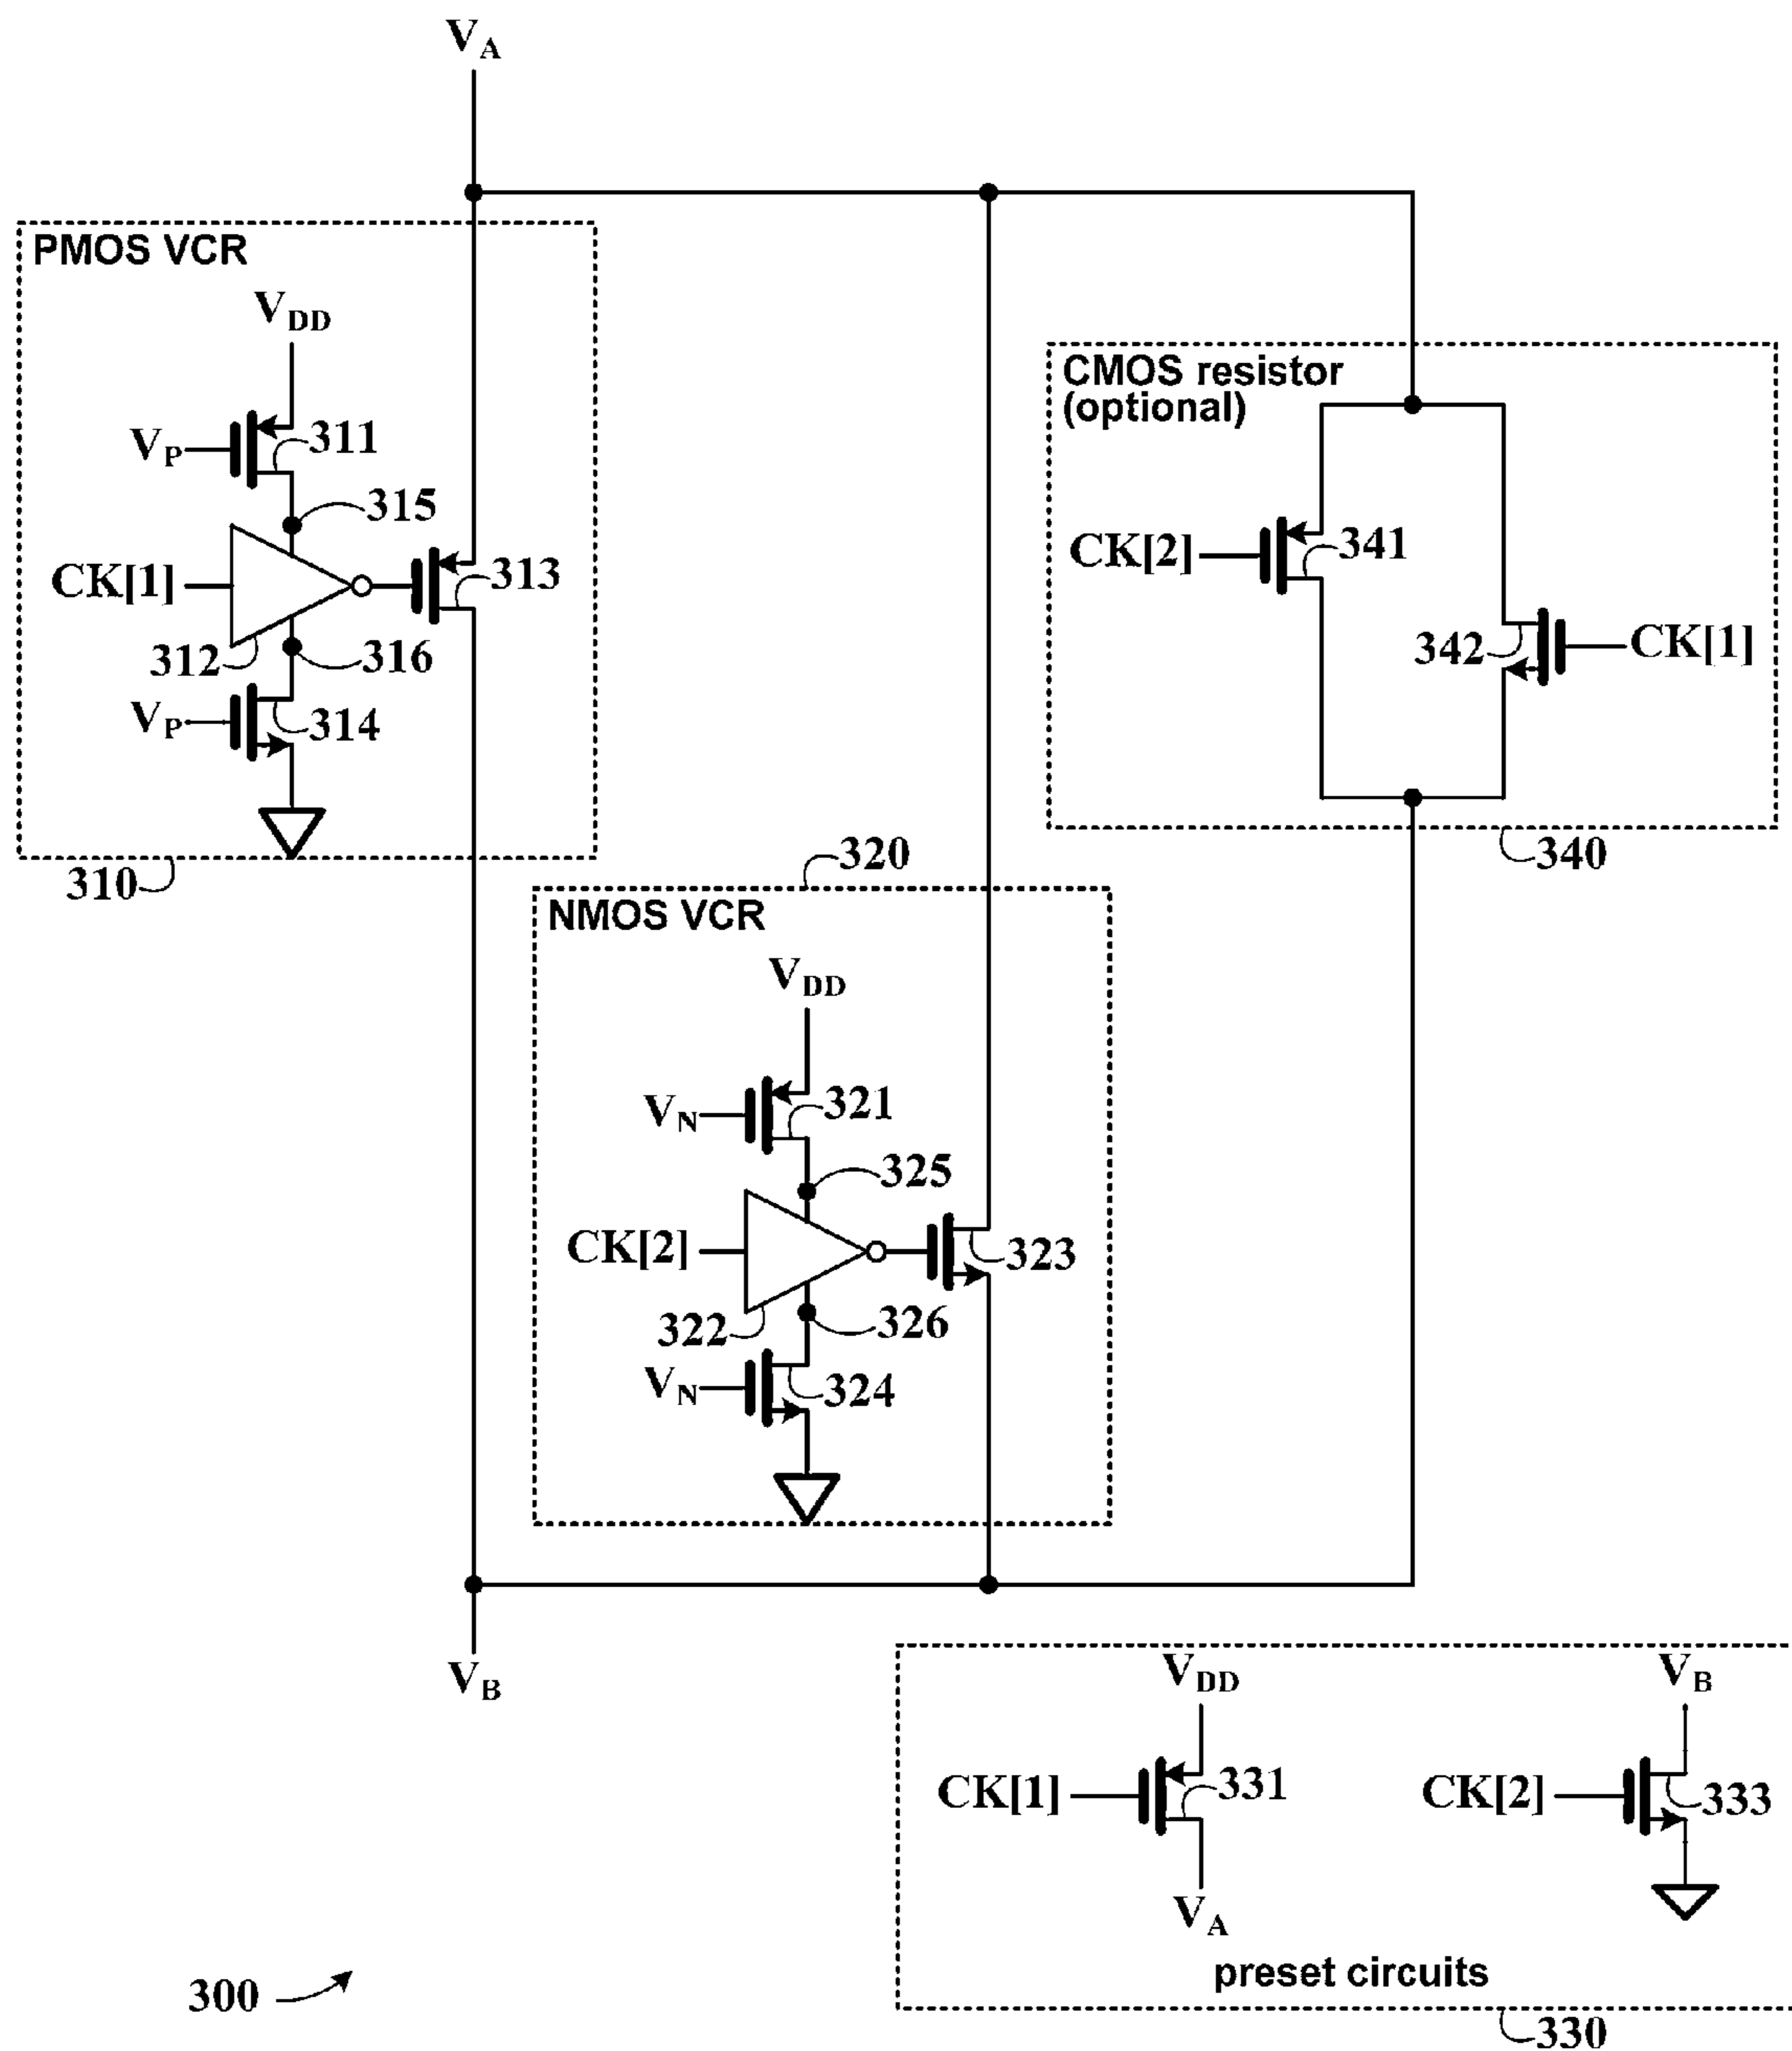 VA
PMOS VCR
VDD
VP
311
315
CK[1]
313
312
316
VP
314
310
CMOS resistor
(optional)
CK[2]
341
342
CK[1]
340
320
NMOS VCR
VDD
VN
321
325
CK[2]
323
322
326
VN
324
VB
VDD
VB
CK[1]
331
CK[2]
333
VA
preset circuits
300
330